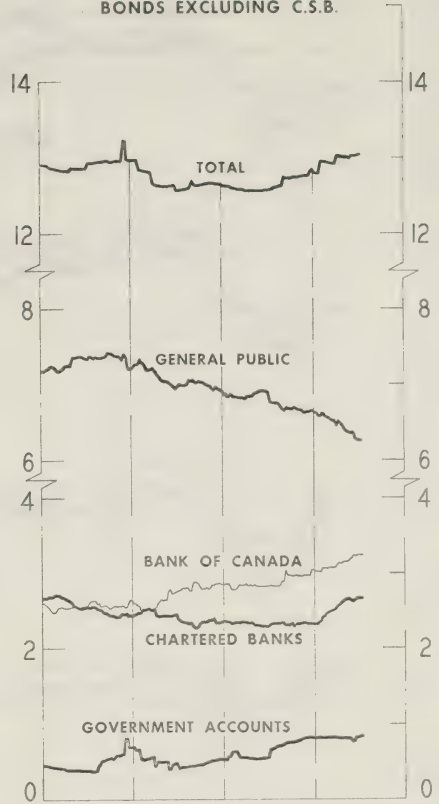 BONDS EXCLUDING C.S.B.
14 14
TOTAL
12 12
8 8
GENERAL PUBLIC
6 6
4 4
BANK OF CANADA
CHARTERED BANKS
2 2
GOVERNMENT ACCOUNTS
0 0